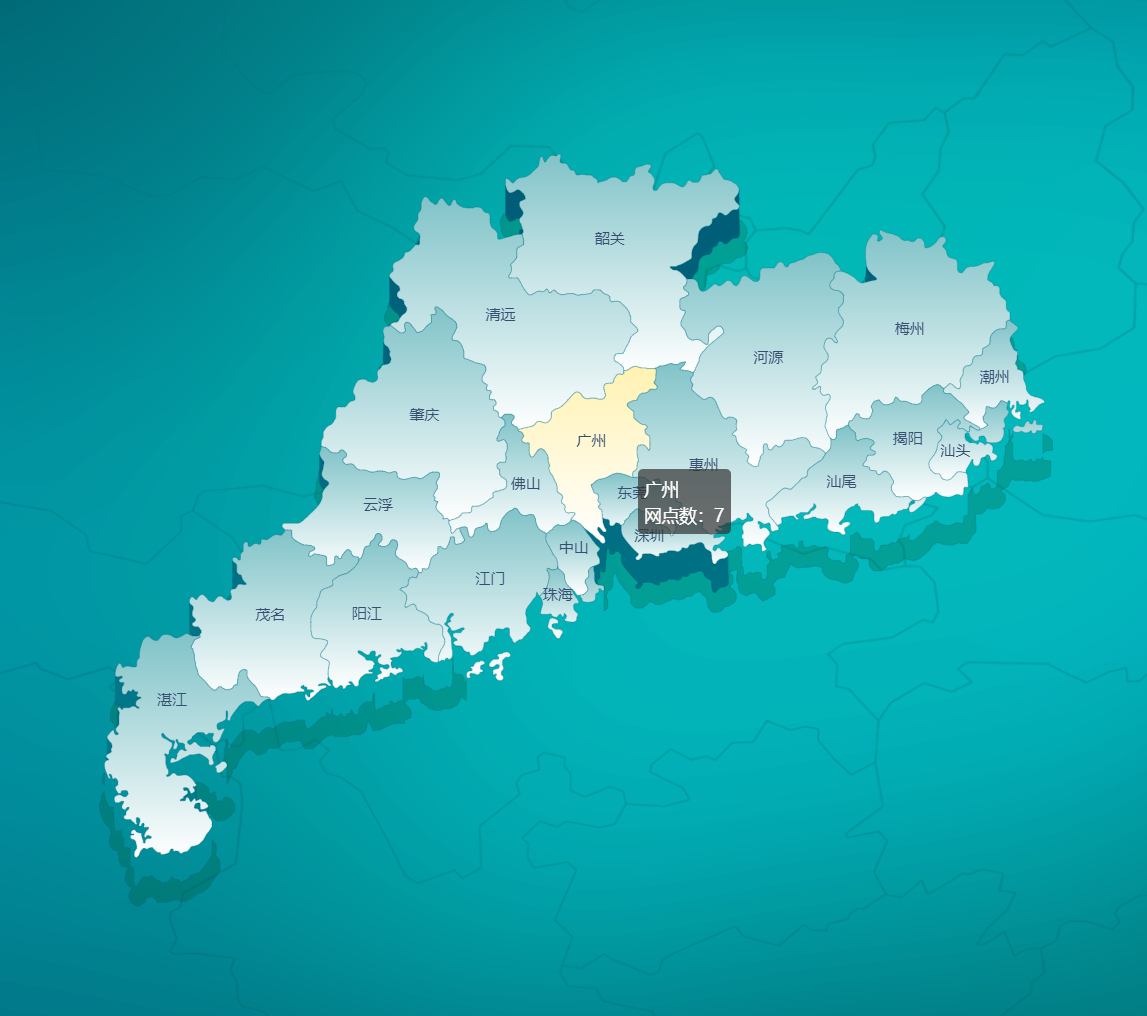 韶关
清远
梅州
河源
潮州
肇庆
广州
揭阳
汕头
惠州
佛山
汕尾
东莞
广州
网点数：7
云浮
深圳
中山
江门
珠海
茂名
阳江
湛江